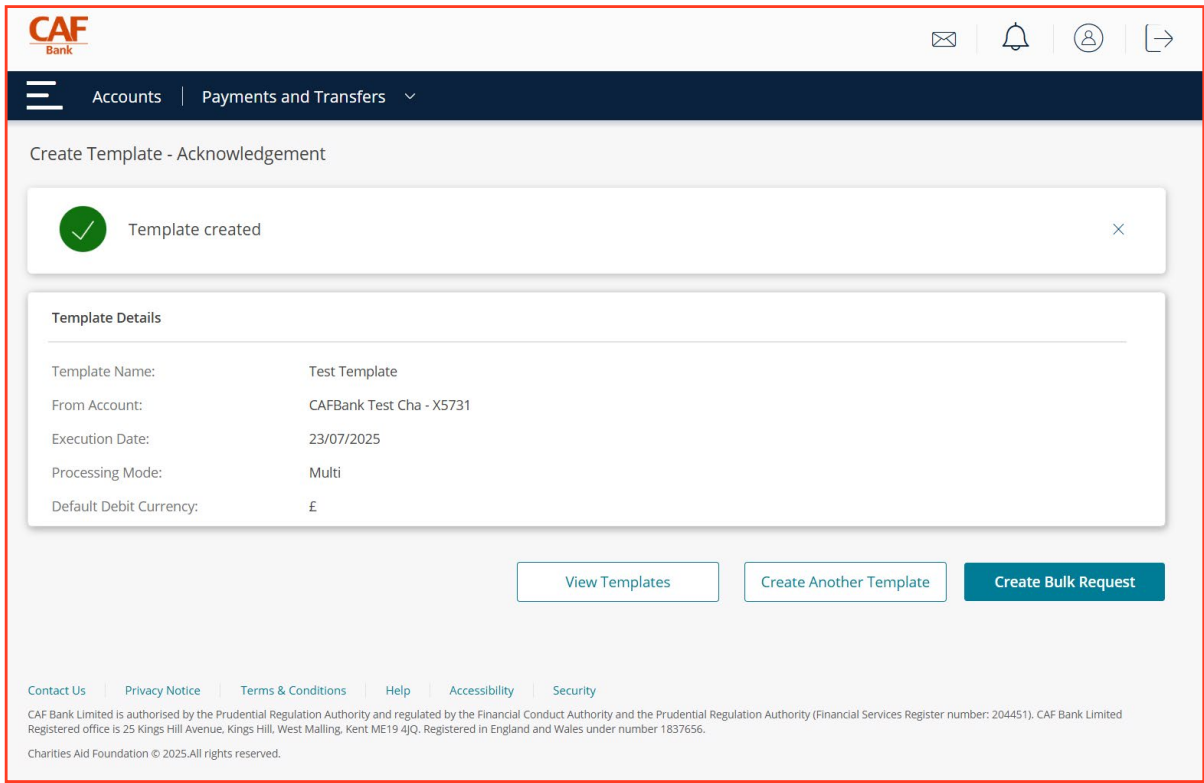 CAF
Bank
Accounts
Payments and Transfers
Create Template - Acknowledgement
Template created
Template Details
Template Name: Test Template
From Account: CAFBank Test Cha - X5731
Execution Date: 23/07/2025
Processing Mode: Multi
Default Debit Currency: £
View Templates
Create Another Template
Create Bulk Request
Contact Us
Privacy Notice
Terms & Conditions
Help
Accessibility
Security
CAF Bank Limited is authorised by the Prudential Regulation Authority and regulated by the Financial Conduct Authority and the Prudential Regulation Authority (Financial Services Register number: 204451). CAF Bank Limited
Registered office is 25 Kings Hill Avenue, Kings Hill, West Malling, Kent ME19 4JQ. Registered in England and Wales under number 1837656.
Charities Aid Foundation © 2025.All rights reserved.